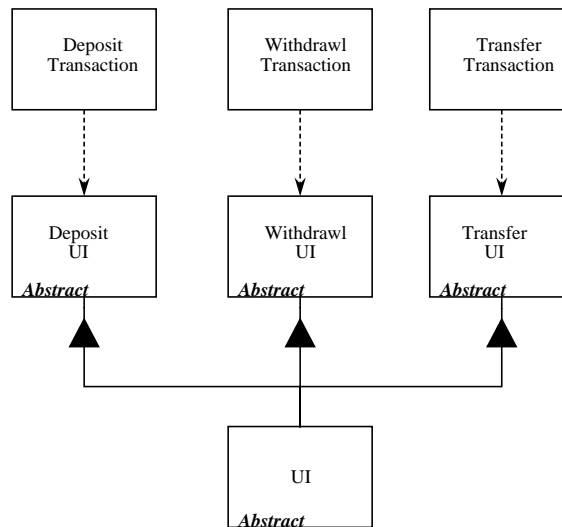 Deposit
Transaction
Withdrawl
Transaction
Transfer
Transaction
Deposit
UI
Abstract
Withdrawl
UI
Abstract
Transfer
UI
Abstract
UI
Abstract